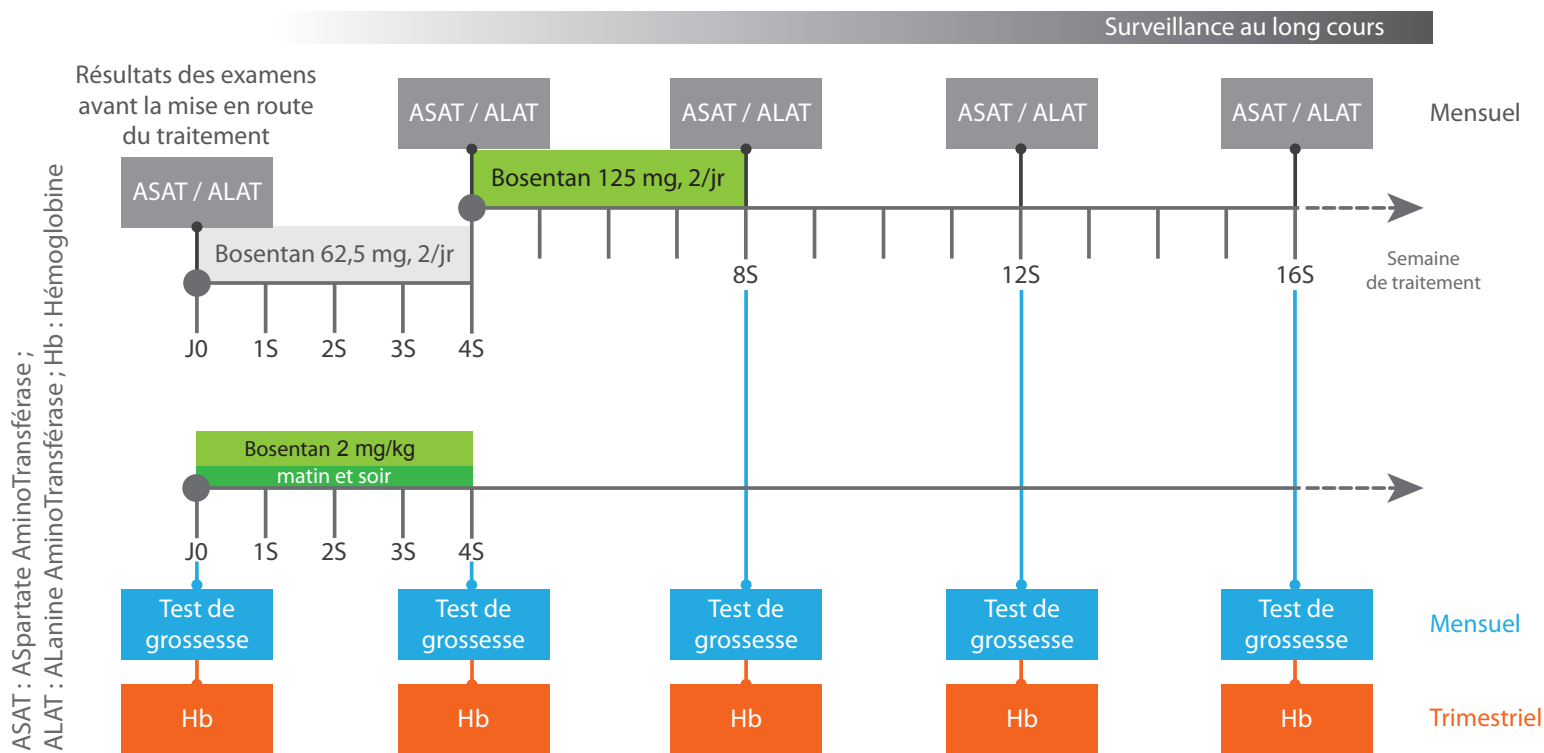 Surveillance au long cours
Résultats des examens
avant la mise en route
du traitement
ASAT / ALAT
ASAT / ALAT
ASAT / ALAT
ASAT / ALAT
Mensuel
ASAT / ALAT
Bosentan 125 mg, 2/jr
Bosentan 62,5 mg, 2/jr
8S
12S
16S
Semaine
de traitement
J0
1S
2S
3S
4S
Bosentan 2 mg/kg
matin et soir
J0
1S
2S
3S
4S
Test de
grossesse
Test de
grossesse
Test de
grossesse
Test de
grossesse
Test de
grossesse
Mensuel
Hb
Hb
Hb
Hb
Hb
Trimestriel
ASAT : ASpartate AminoTransférase ;
ALAT : ALanine AminoTransférase ; Hb : Hémoglobine